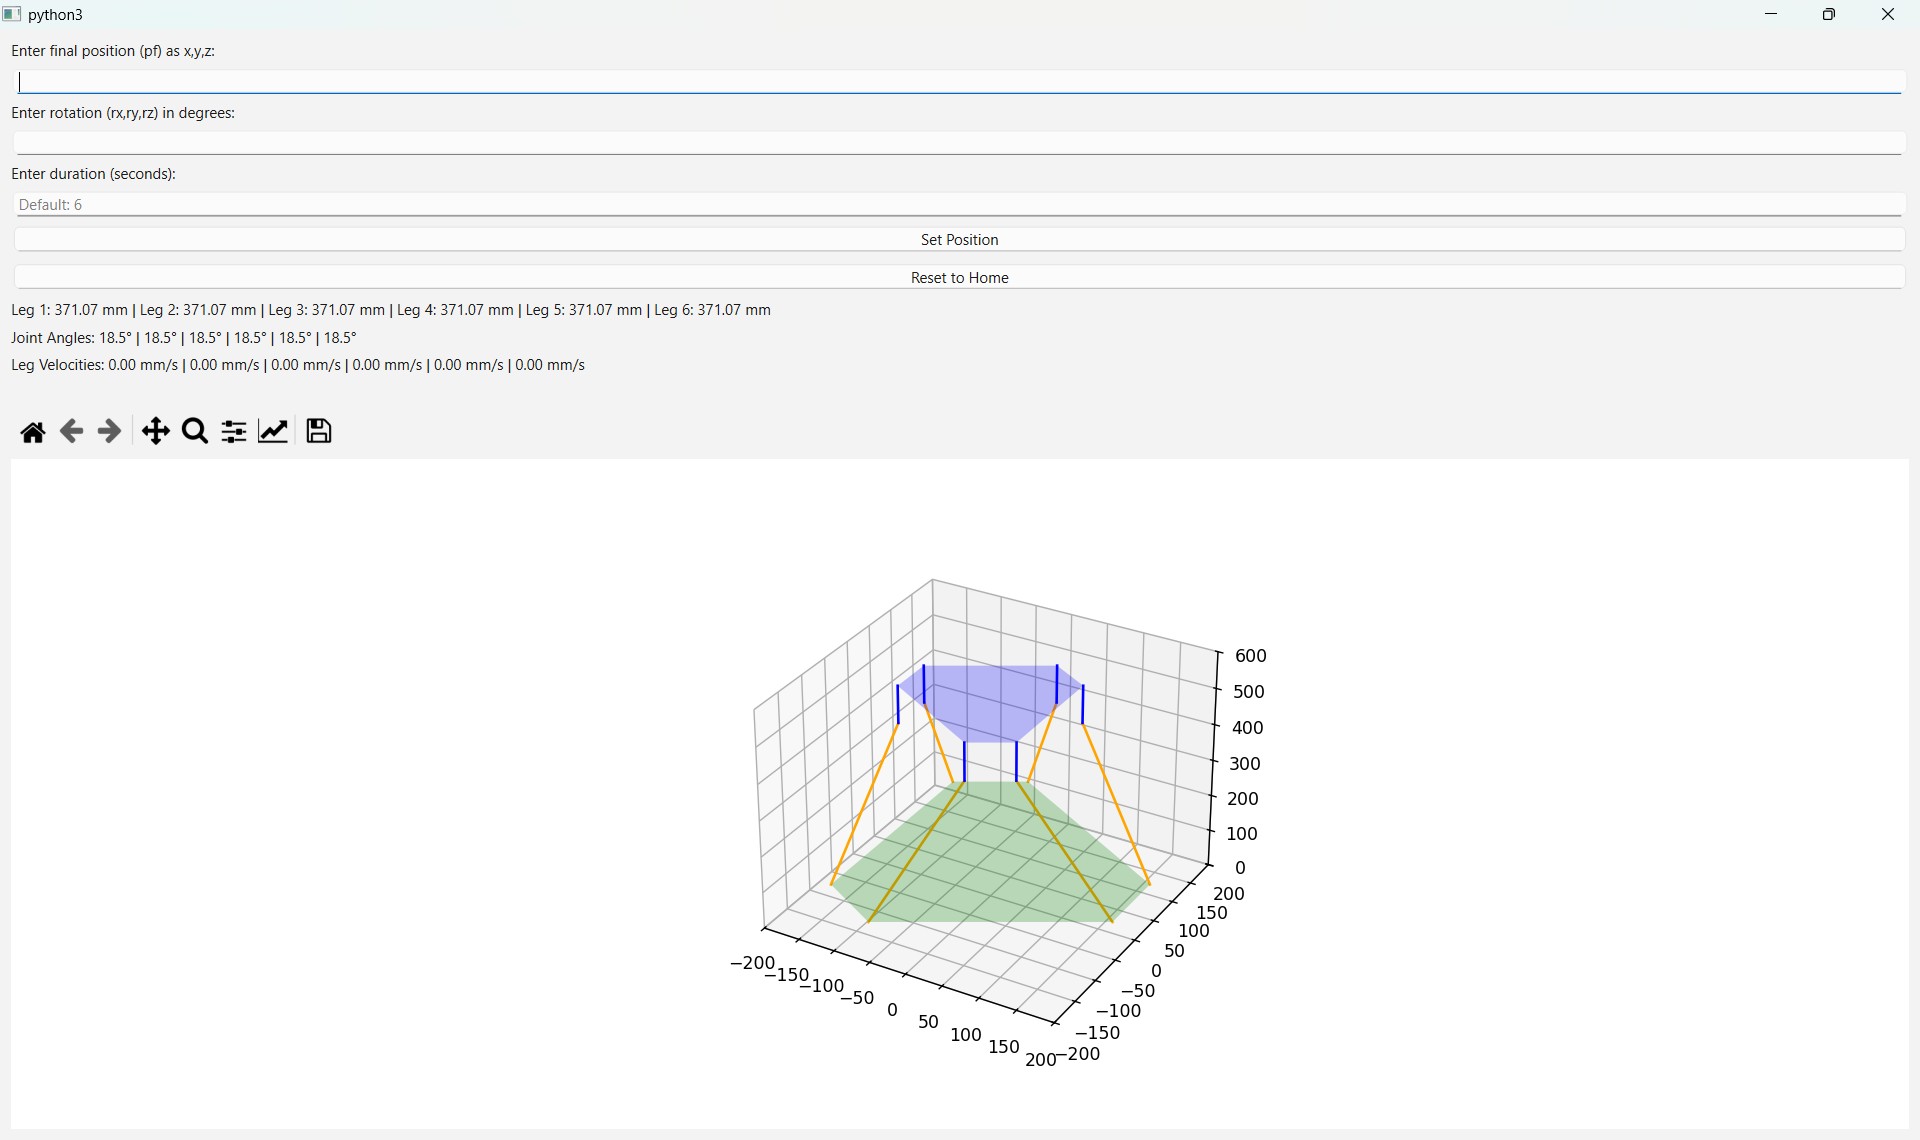 python3
Enter final position (pf) as x,y,z:
Enter rotation (rx,ry,rz) in degrees:
Enter duration (seconds):
Default: 6
Set Position
Reset to Home
Leg 1: 371.07 mm | Leg 2: 371.07 mm | Leg 3: 371.07 mm | Leg 4: 371.07 mm | Leg 5: 371.07 mm | Leg 6: 371.07 mm
Joint Angles: 18.5° | 18.5° | 18.5° | 18.5° | 18.5° | 18.5°
Leg Velocities: 0.00 mm/s | 0.00 mm/s | 0.00 mm/s | 0.00 mm/s | 0.00 mm/s | 0.00 mm/s
600
500
400
300
200
100
0
200
150
100
50
0
−50
−100
−150
−200
−200
−150
−100
−50
0
50
100
150
200